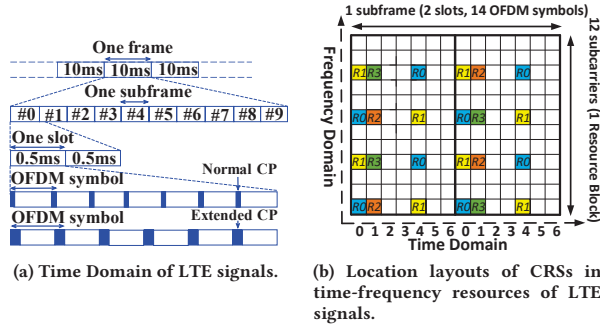 One frame
10ms 10ms 10ms
One subframe
#0 #1 #2 #3 #4 #5 #6 #7 #8 #9
One slot
0.5ms 0.5ms
Normal CP
OFDM symbol
Extended CP
OFDM symbol
(a) Time Domain of LTE signals.
1 subframe (2 slots, 14 OFDM symbols)
Frequency Domain
12 subcarriers (1 Resource Block)
R1 R3 R0 R1 R2 R0
R0 R2 R1 R0 R3 R1
R1 R3 R0 R1 R2 R0
R0 R2 R1 R0 R3 R1
0 1 2 3 4 5 6 0 1 2 3 4 5 6
Time Domain
(b) Location layouts of CRSs in
time-frequency resources of LTE
signals.